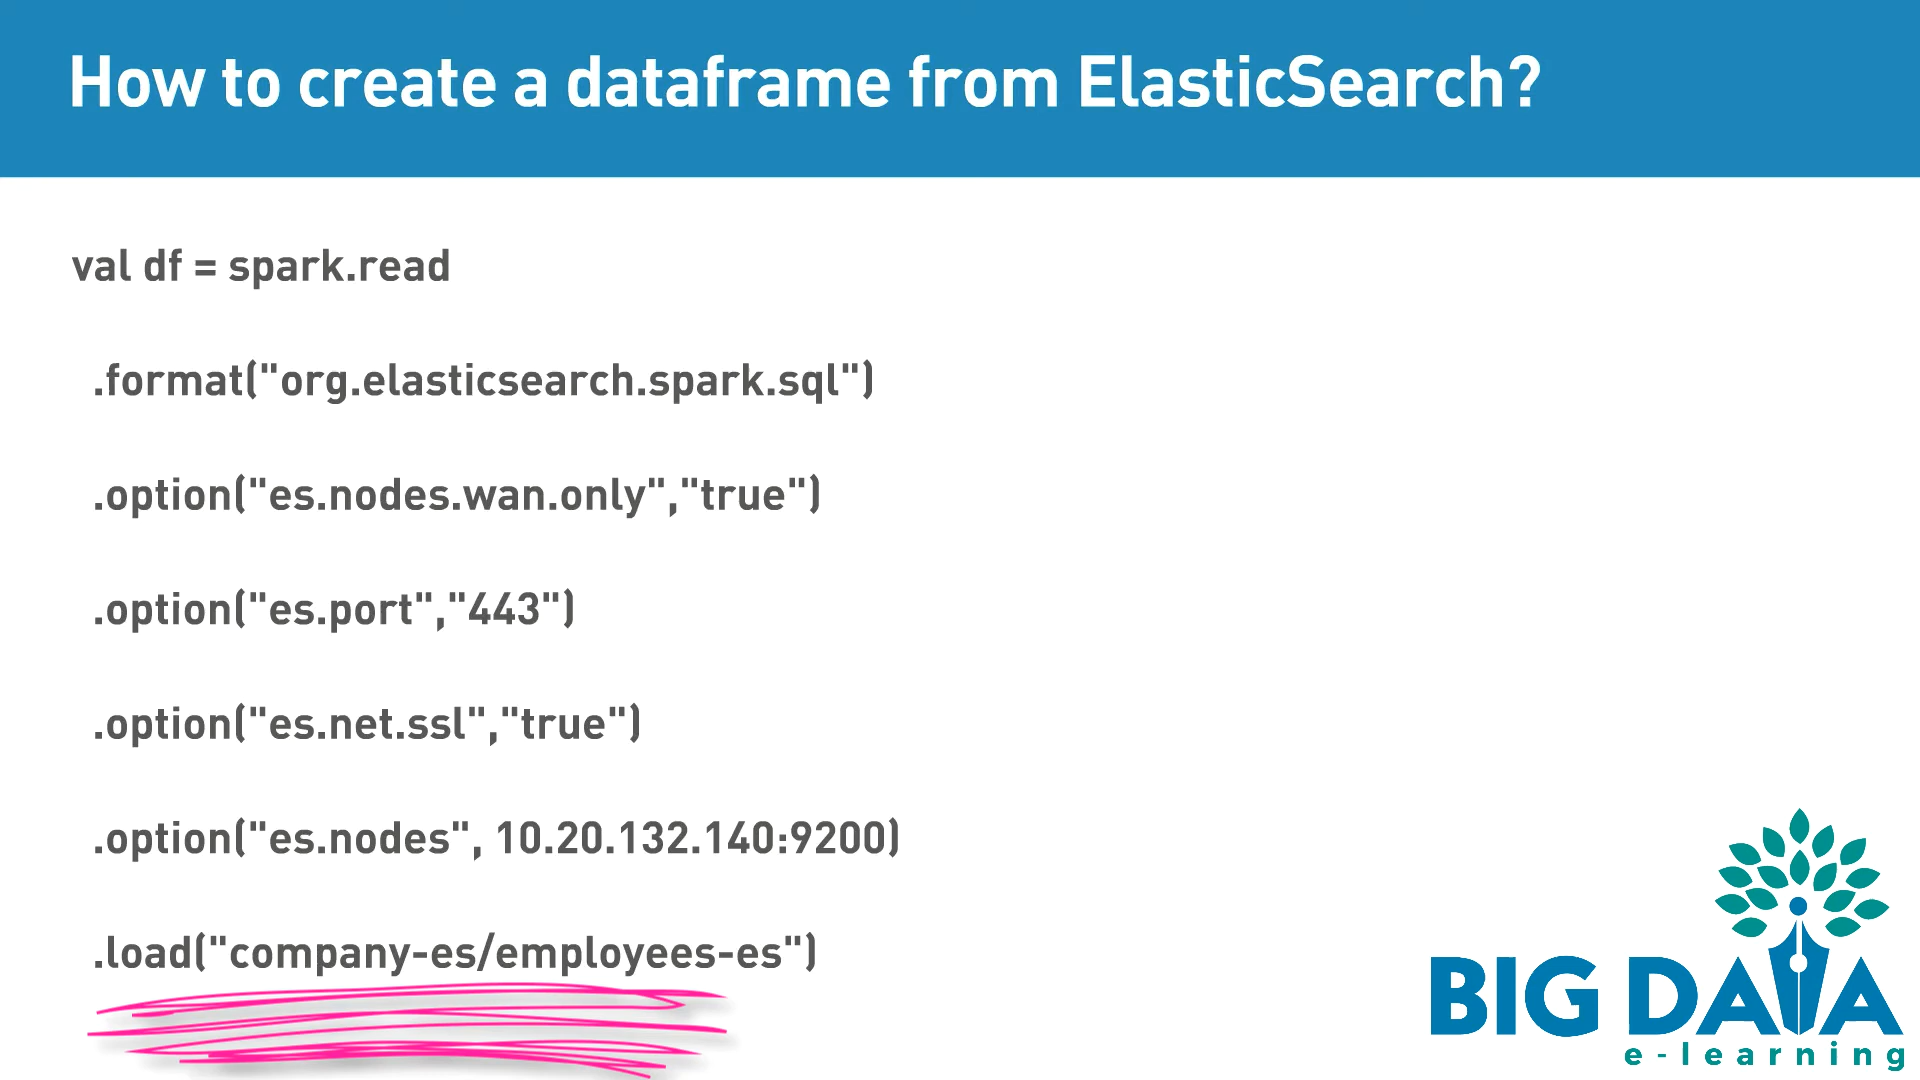 How to create a dataframe from ElasticSearch?
val df = spark.read
.format("org.elasticsearch.spark.sql")
.option("es.nodes.wan.only","true")
.option("es.port","443")
.option("es.net.ssl","true")
.option("es.nodes", 10.20.132.140:9200)
.load("company-es/employees-es")
BIG DATA
e-learning